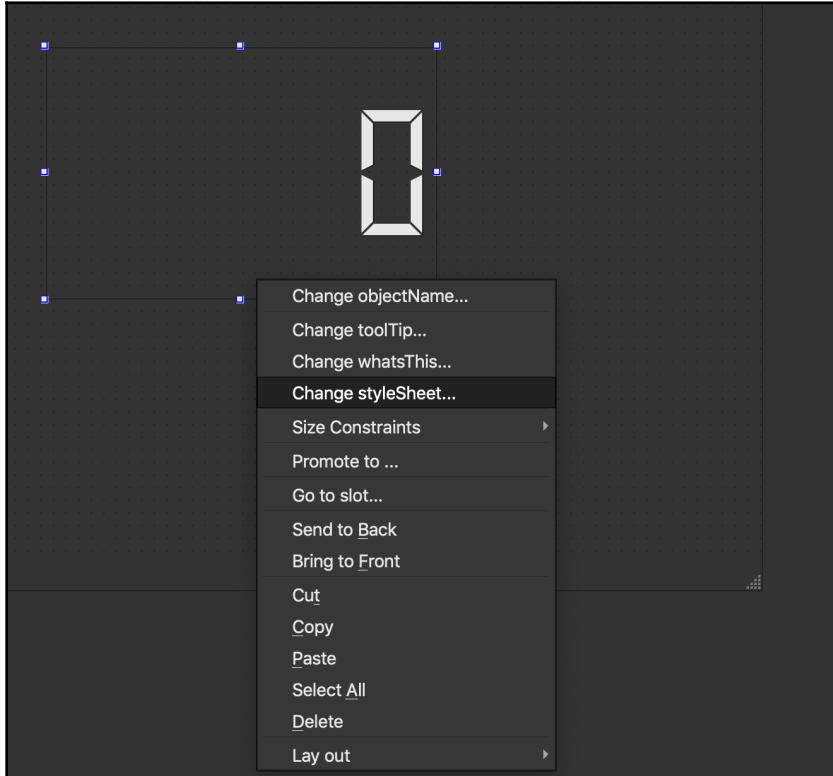 0
Change objectName...
Change toolTip...
Change whatsThis...
Change styleSheet...
Size Constraints
Promote to ...
Go to slot...
Send to Back
Bring to Front
Cut
Copy
Paste
Select All
Delete
Lay out